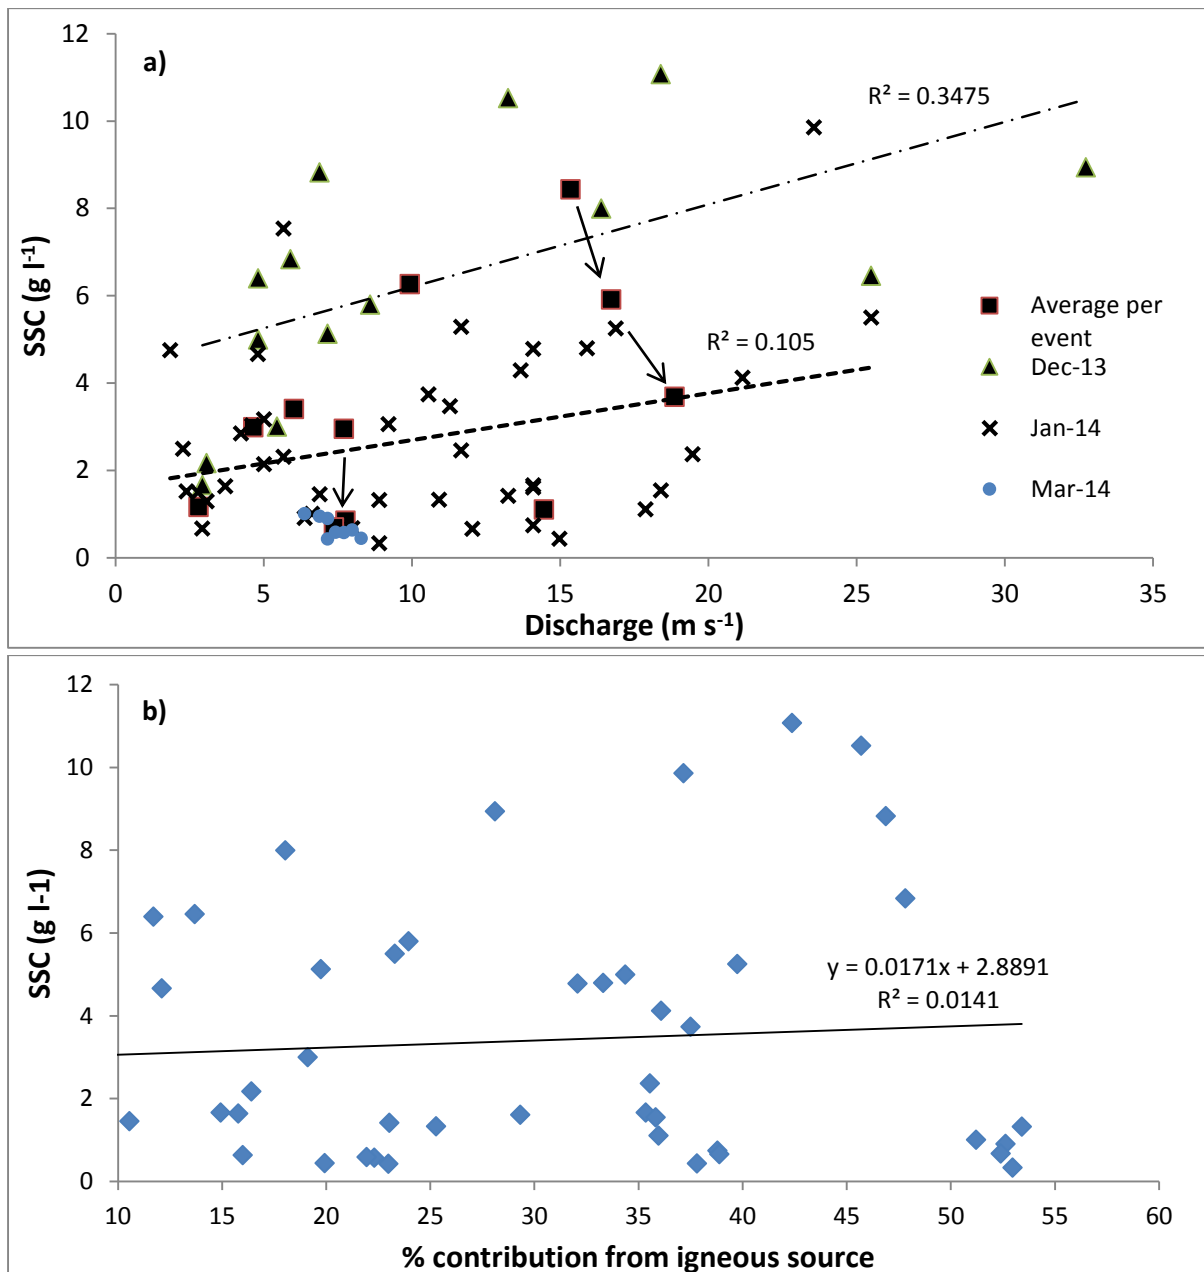 a)
12
10
8
6
4
2
0
SSC (g l⁻¹)
R² = 0.3475
R² = 0.105
Average per
event
Dec-13
Jan-14
Mar-14
0 5 10 15 20 25 30 35
Discharge (m s⁻¹)
b)
12
10
8
6
4
2
0
SSC (g l-1)
y = 0.0171x + 2.8891
R² = 0.0141
10 15 20 25 30 35 40 45 50 55 60
% contribution from igneous source